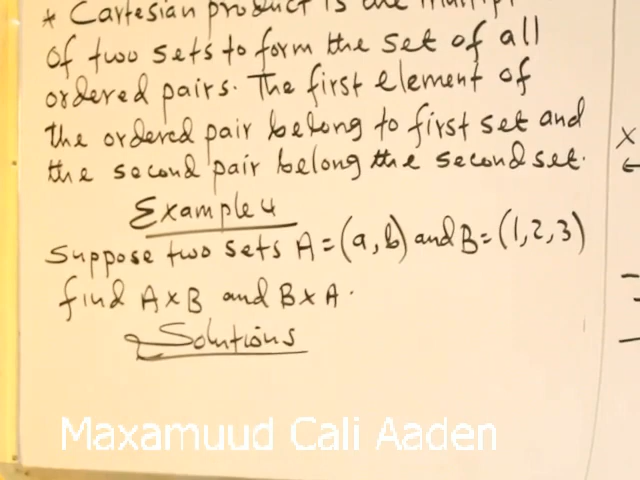 * Cartesian product is the
of two sets to form the set of all
ordered pairs. The first element of
the ordered pair belong to first set and
the second pair belong the second set.
Example 4
Suppose two sets A = (a, b) and B = (1, 2, 3)
find A x B and B x A.
Solutions
Maxamuud Cali Aaden